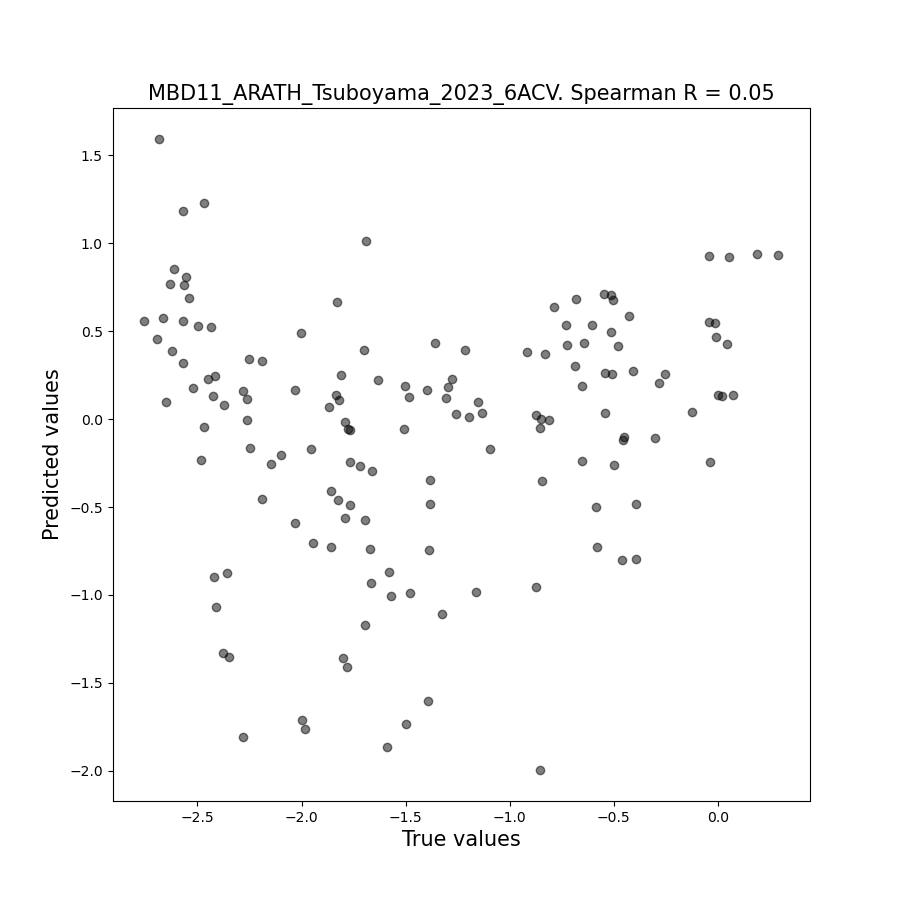 MBD11_ARATH_Tsuboyama_2023_6ACV. Spearman R = 0.05
1.5
1.0
0.5
0.0
−0.5
−1.0
−1.5
−2.0
Predicted values
−2.5 −2.0 −1.5 −1.0 −0.5 0.0
True values